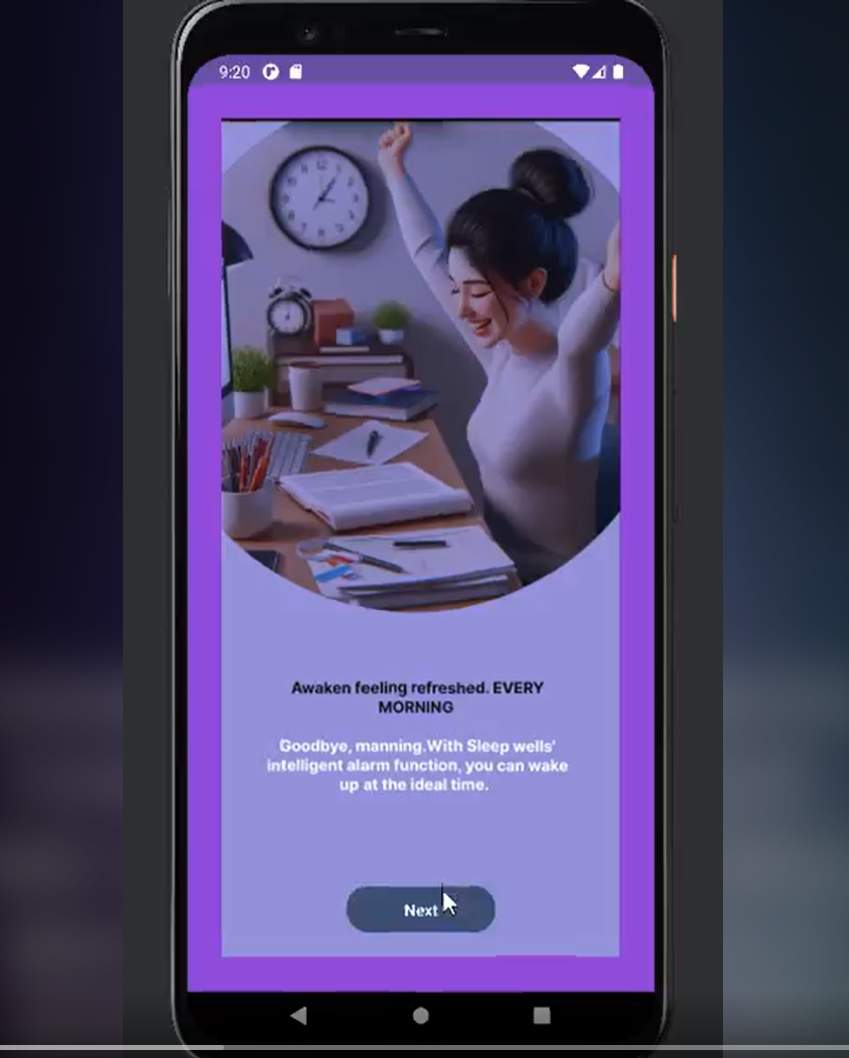 9:20
Awaken feeling refreshed. EVERY
MORNING
Goodbye, manning.With Sleep wells'
intelligent alarm function, you can wake
up at the ideal time.
Next